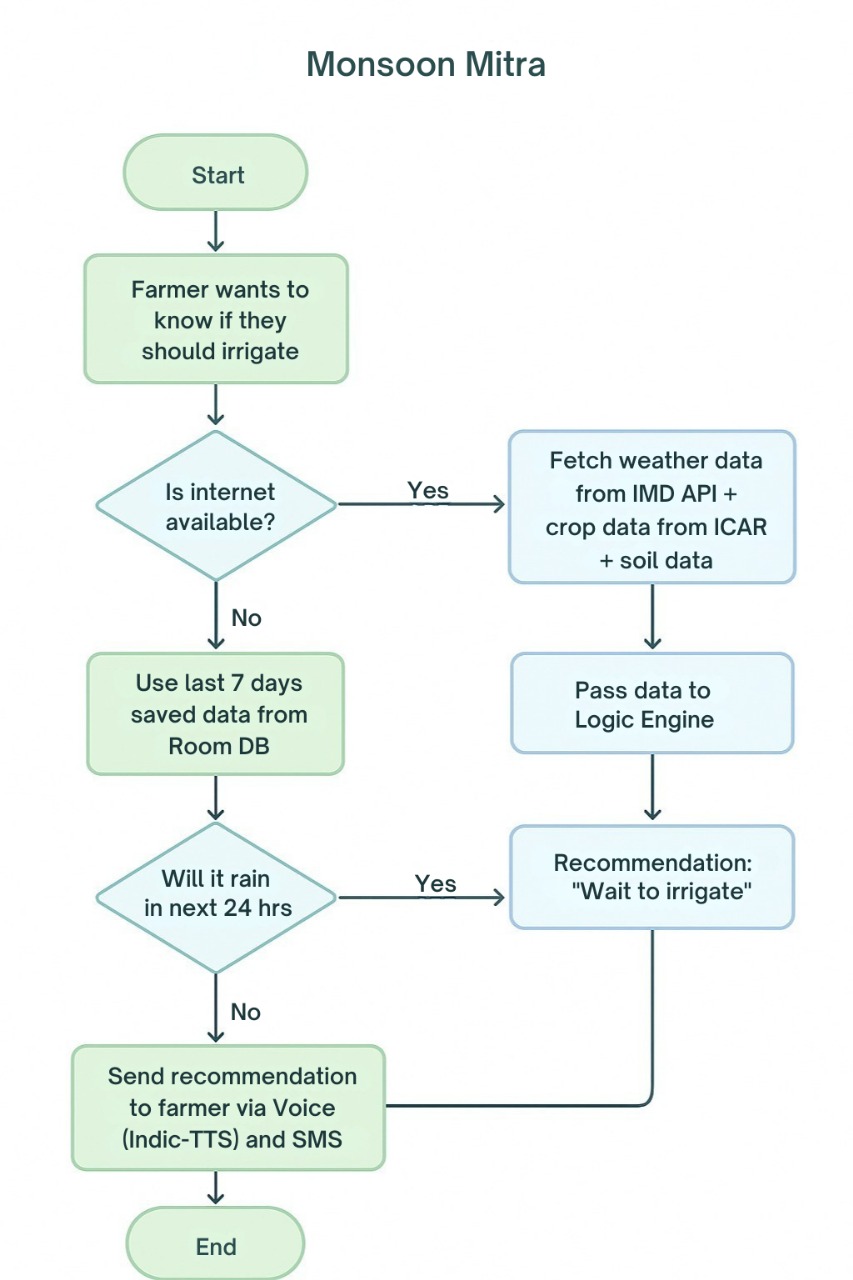 Monsoon Mitra
Start
Farmer wants to
know if they
should irrigate
Is internet
available?
Yes
Fetch weather data
from IMD API +
crop data from ICAR
+ soil data
No
Use last 7 days
saved data from
Room DB
Pass data to
Logic Engine
Will it rain
in next 24 hrs
Yes
Recommendation:
"Wait to irrigate"
No
Send recommendation
to farmer via Voice
(Indic-TTS) and SMS
End